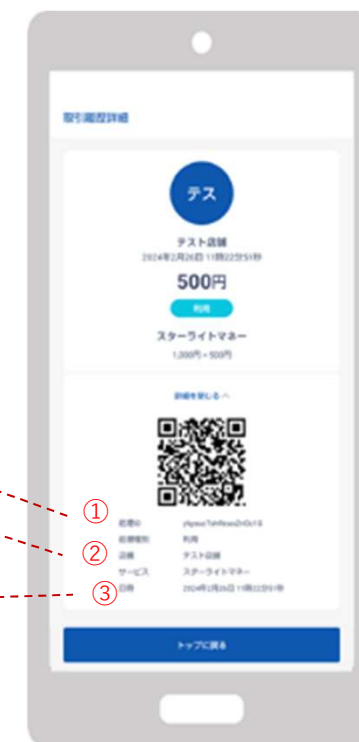 取引履歴詳細
テス
テスト店舗
2024年2月26日 11時22分51秒
500円
利用
スターライトマネー
1,000円 → 500円
詳細を閉じる
① 処理ID
処理種別 利用
② 店舗 テスト店舗
サービス スターライトマネー
③ 日時 2024年2月26日 11時22分51秒
トップに戻る